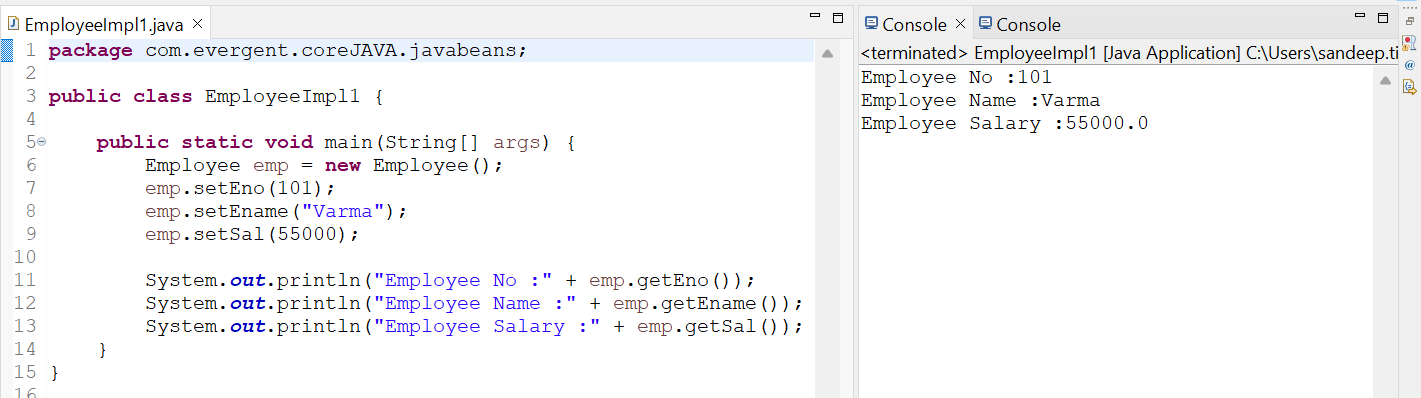 EmployeeImpl1.java
1 package com.evergent.coreJAVA.javabeans;
2
3 public class EmployeeImpl1 {
4
5     public static void main(String[] args) {
6         Employee emp = new Employee();
7         emp.setEno(101);
8         emp.setEname("Varma");
9         emp.setSal(55000);
10
11         System.out.println("Employee No :" + emp.getEno());
12         System.out.println("Employee Name :" + emp.getEname());
13         System.out.println("Employee Salary :" + emp.getSal());
14     }
15 }
16
Console Console
<terminated> EmployeeImpl1 [Java Application] C:\Users\sandeep.ti
Employee No :101
Employee Name :Varma
Employee Salary :55000.0